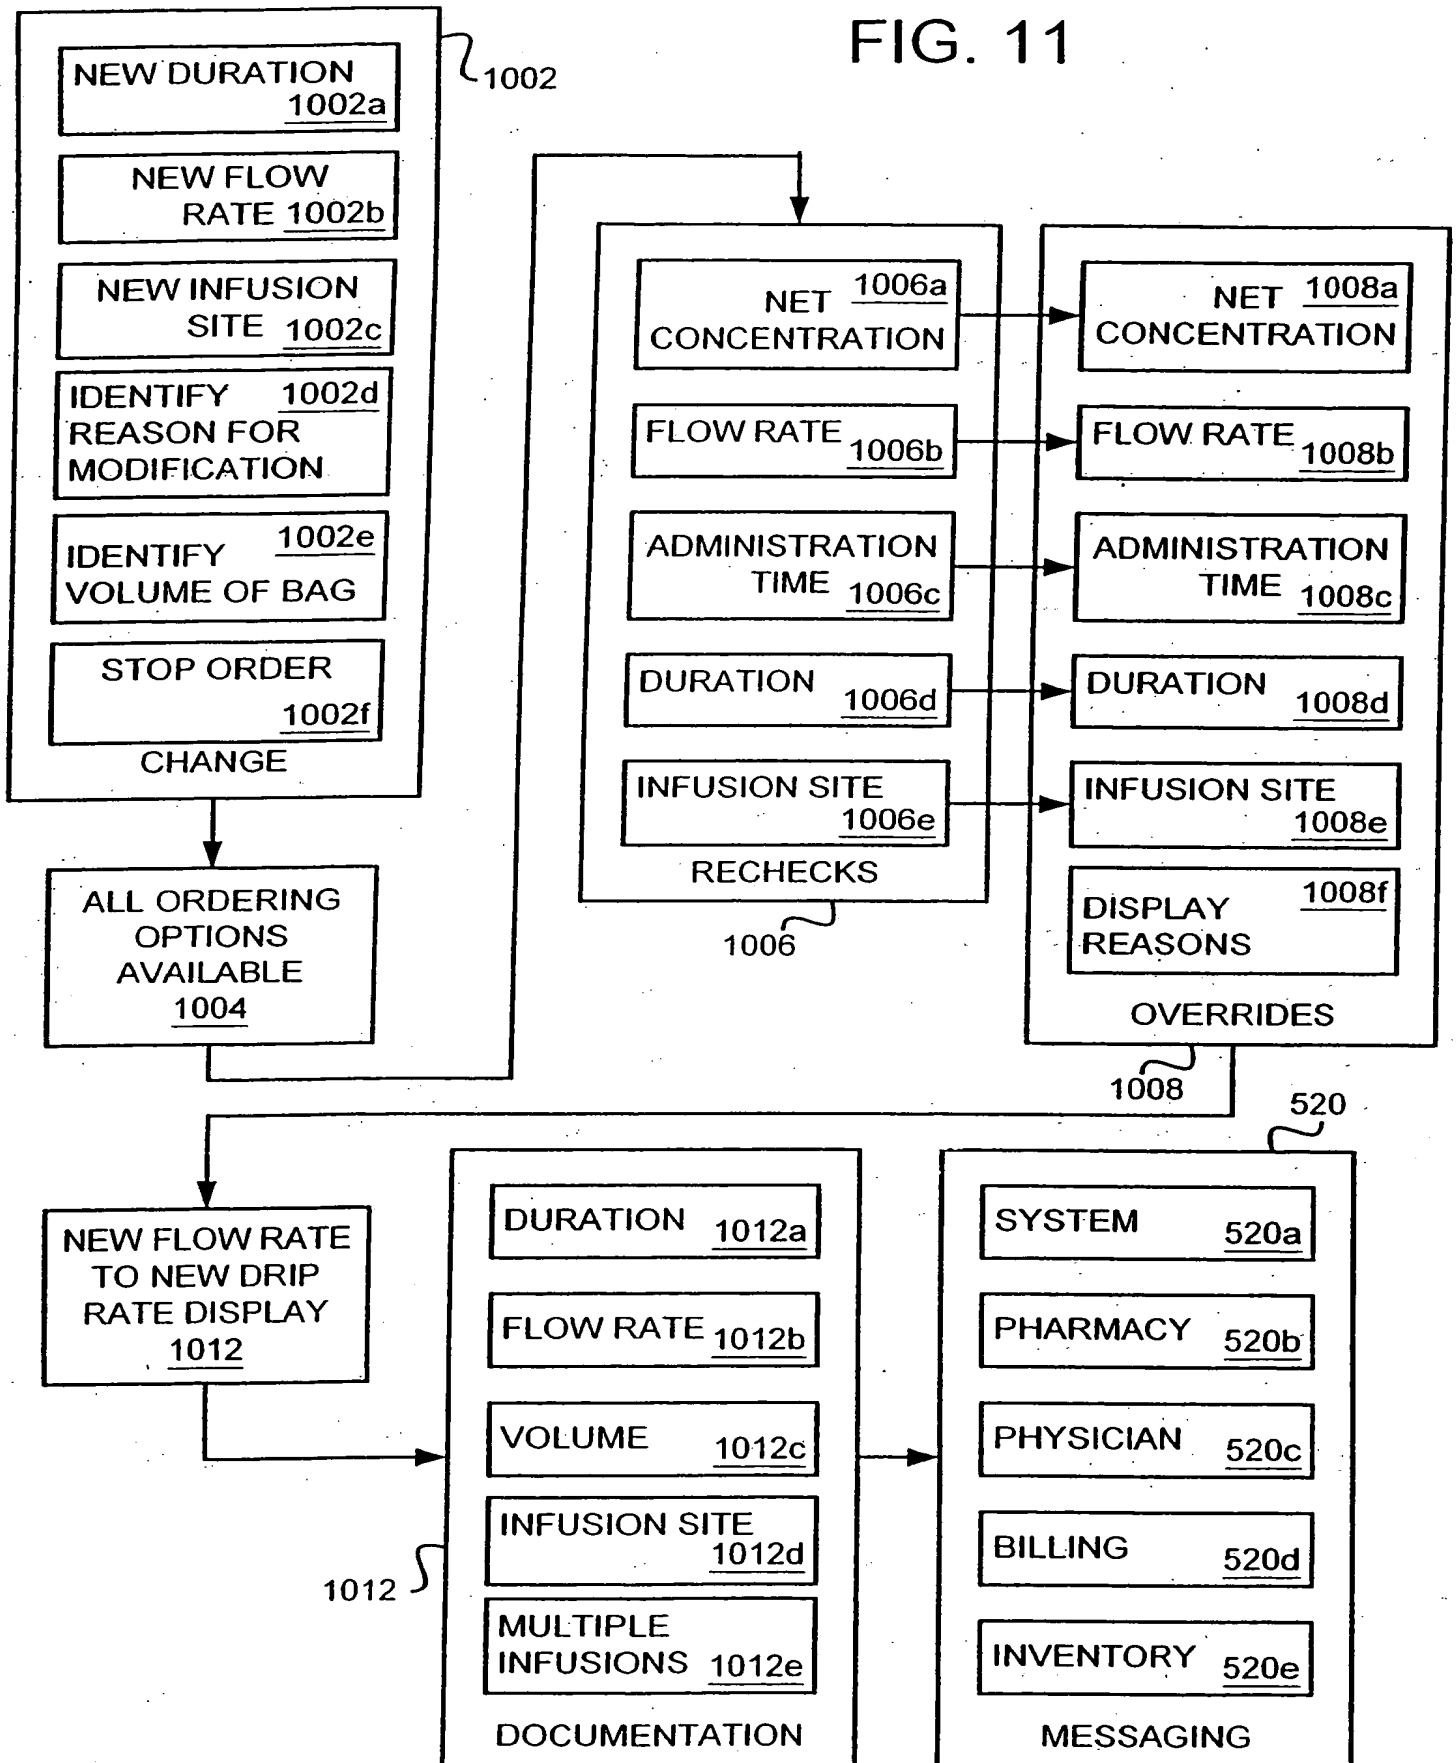 FIG. 11
NEW DURATION
1002a
1002
NEW FLOW
RATE 1002b
NEW INFUSION
SITE 1002c
IDENTIFY 1002d
REASON FOR
MODIFICATION
1002e
IDENTIFY
VOLUME OF BAG
STOP ORDER
1002f
CHANGE
ALL ORDERING
OPTIONS
AVAILABLE
1004
NET 1006a
CONCENTRATION
FLOW RATE 1006b
ADMINISTRATION
TIME 1006c
DURATION 1006d
INFUSION SITE
1006e
RECHECKS
1006
NET 1008a
CONCENTRATION
FLOW RATE 1008b
ADMINISTRATION
TIME 1008c
DURATION 1008d
INFUSION SITE
1008e
1008f
DISPLAY
REASONS
OVERRIDES
1008
NEW FLOW RATE
TO NEW DRIP
RATE DISPLAY
1012
DURATION 1012a
FLOW RATE 1012b
VOLUME 1012c
INFUSION SITE
1012d
MULTIPLE
INFUSIONS 1012e
DOCUMENTATION
1012
520
SYSTEM 520a
PHARMACY 520b
PHYSICIAN 520c
BILLING 520d
INVENTORY 520e
MESSAGING